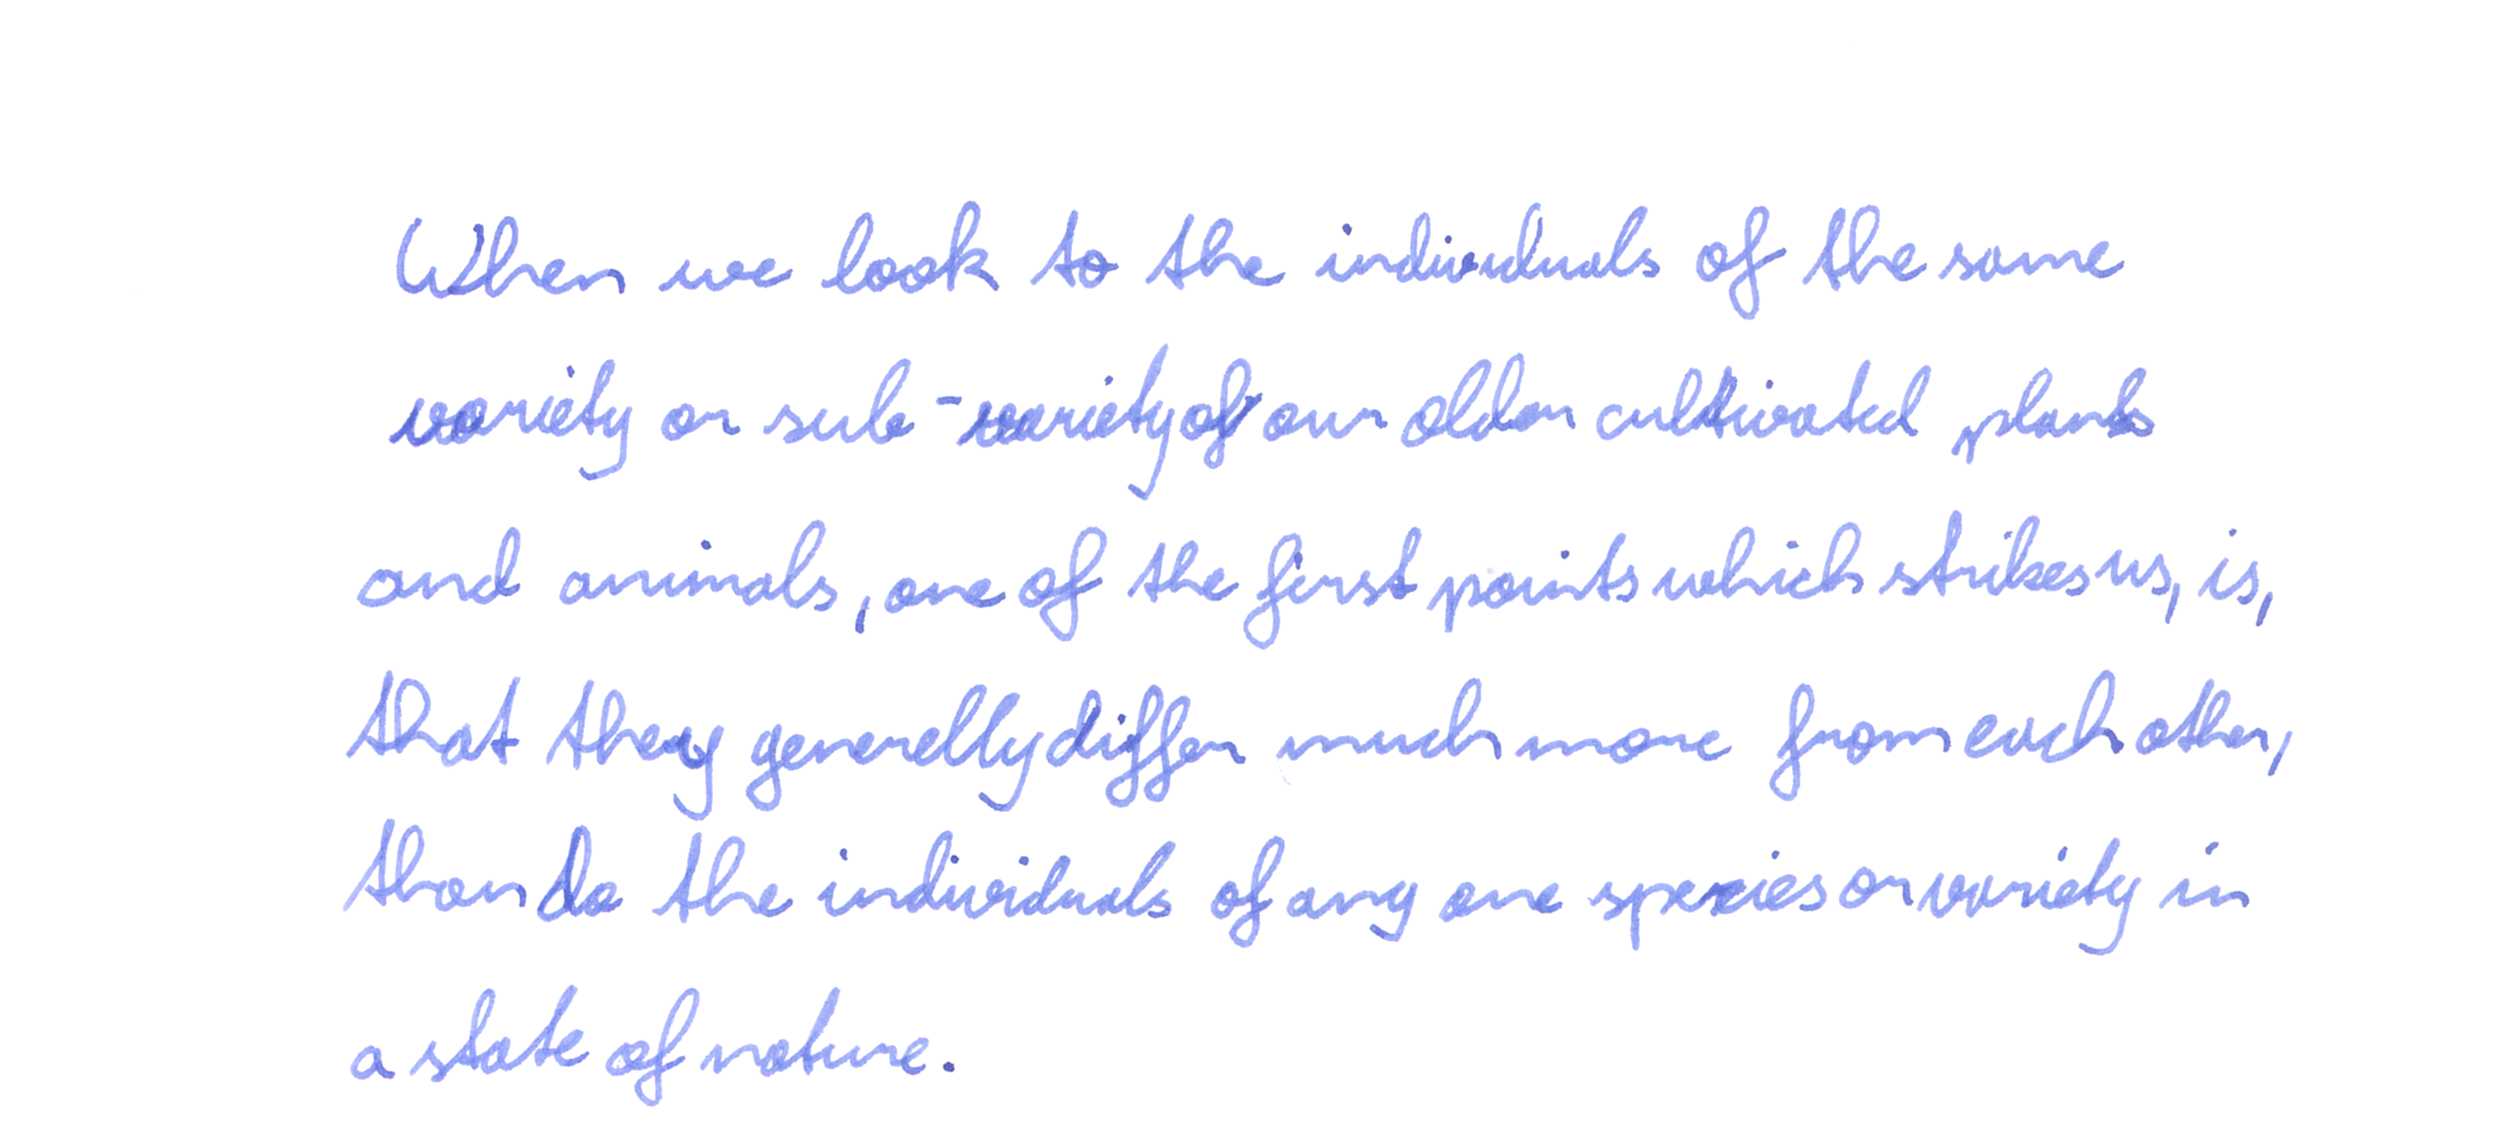 When we look to the individuals of the same
variety or sub-variety of our older cultivated plants
and animals, one of the first points which strikes us, is,
that they generally differ much more from each other,
than do the individuals of any one species or variety in
a state of nature.